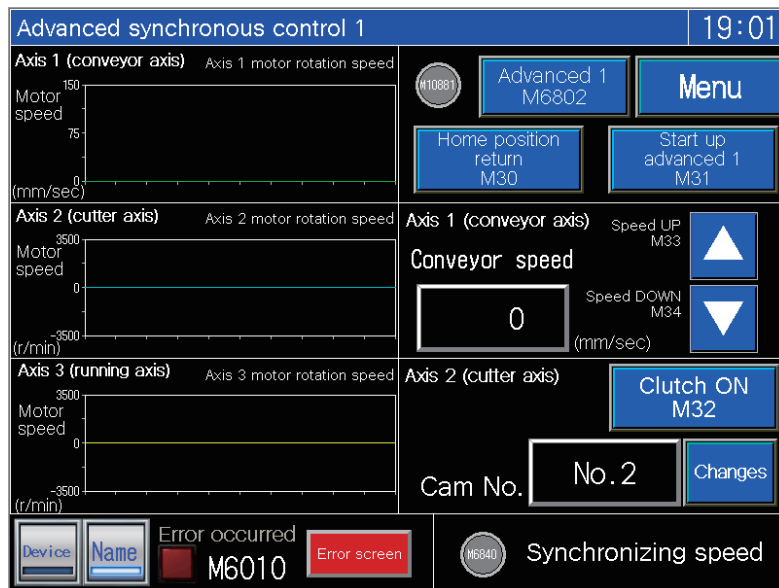 Advanced synchronous control 1
19:01
Axis 1 (conveyor axis)
Axis 1 motor rotation speed
Motor
speed
150
75
0
(mm/sec)
M10881
Advanced 1
M6802
Menu
Home position
return
M30
Start up
advanced 1
M31
Axis 2 (cutter axis)
Axis 2 motor rotation speed
Motor
speed
3500
0
-3500
(r/min)
Axis 1 (conveyor axis)
Speed UP
M33
Conveyor speed
0
Speed DOWN
M34
(mm/sec)
Axis 3 (running axis)
Axis 3 motor rotation speed
Motor
speed
3500
0
-3500
(r/min)
Axis 2 (cutter axis)
Clutch ON
M32
Cam No.
No.2
Changes
Device
Name
Error occurred
M6010
Error screen
M6840
Synchronizing speed